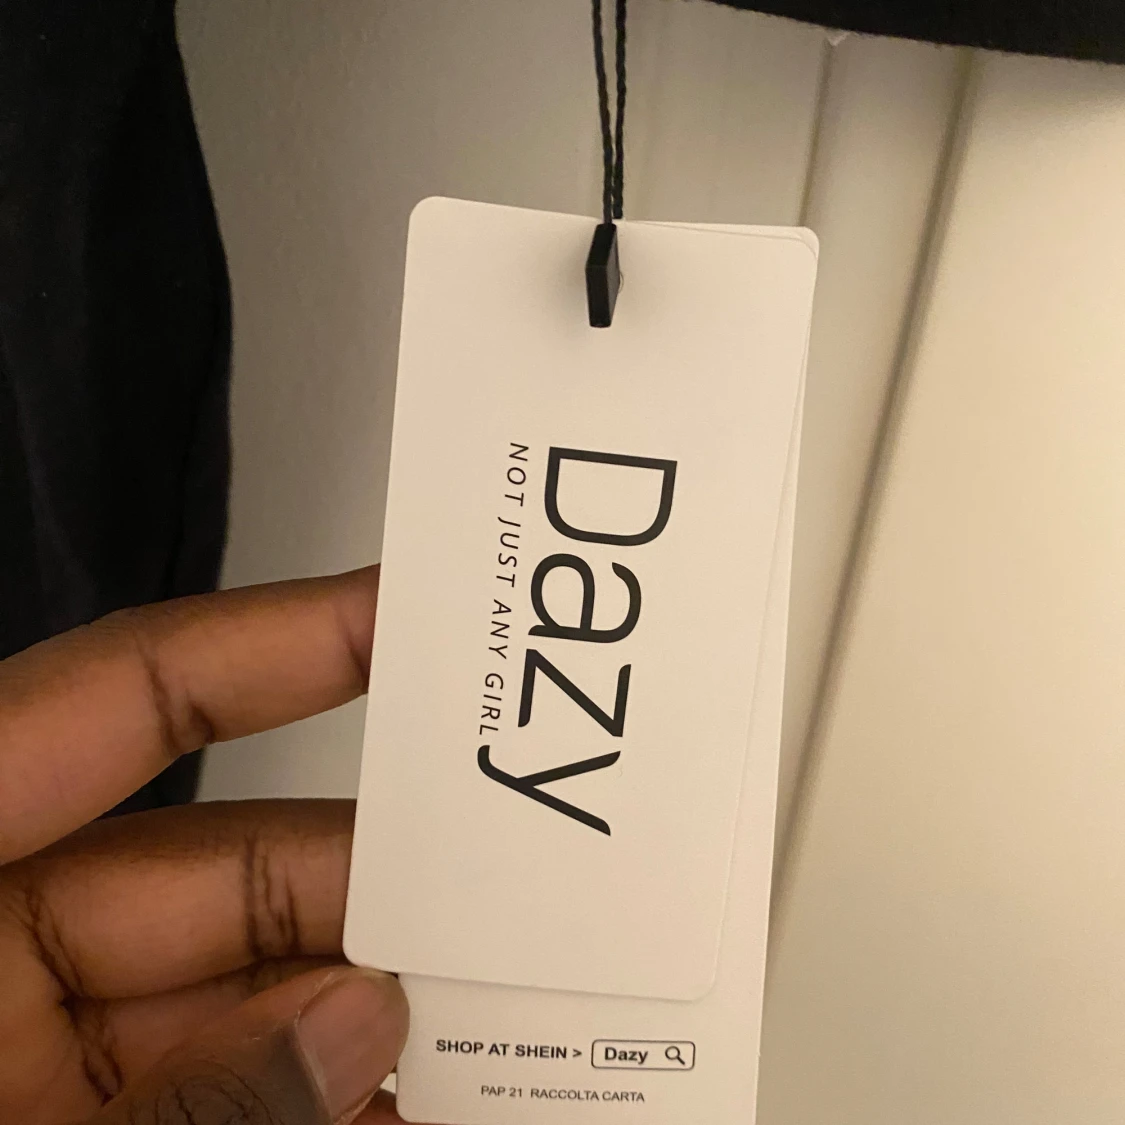 Dazy
NOT JUST ANY GIRL
SHOP AT SHEIN > Dazy
PAP 21 RACCOLTA CARTA